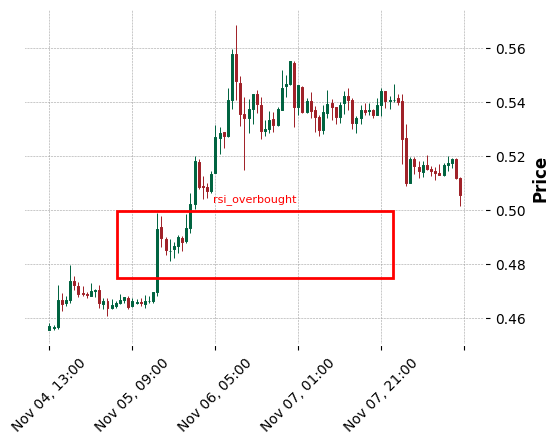 0.56
0.54
0.52
rsi_overbought
0.50
0.48
0.46
Price
Nov 04, 13:00
Nov 05, 09:00
Nov 06, 05:00
Nov 07, 01:00
Nov 07, 21:00